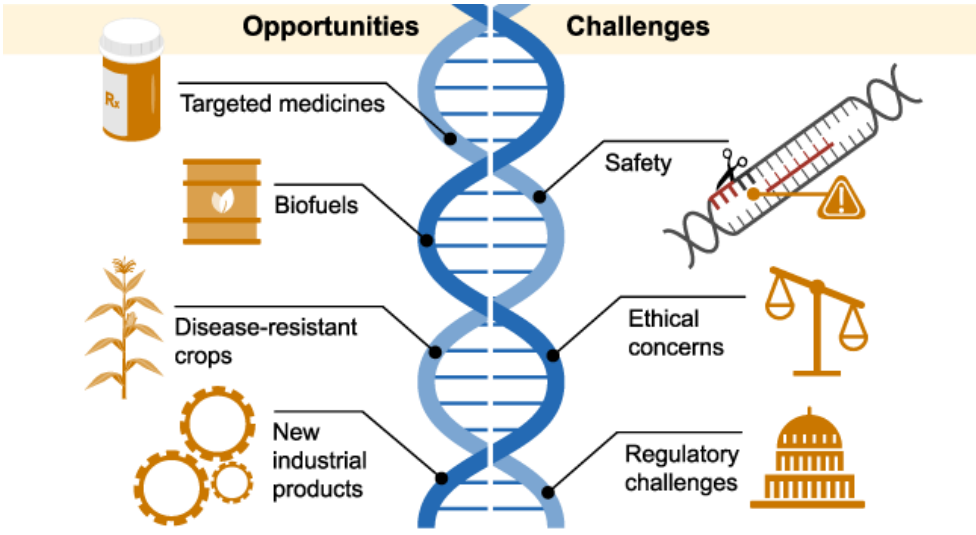 Opportunities
Challenges
Rx
Targeted medicines
Safety
Biofuels
Disease-resistant
crops
Ethical
concerns
New
industrial
products
Regulatory
challenges